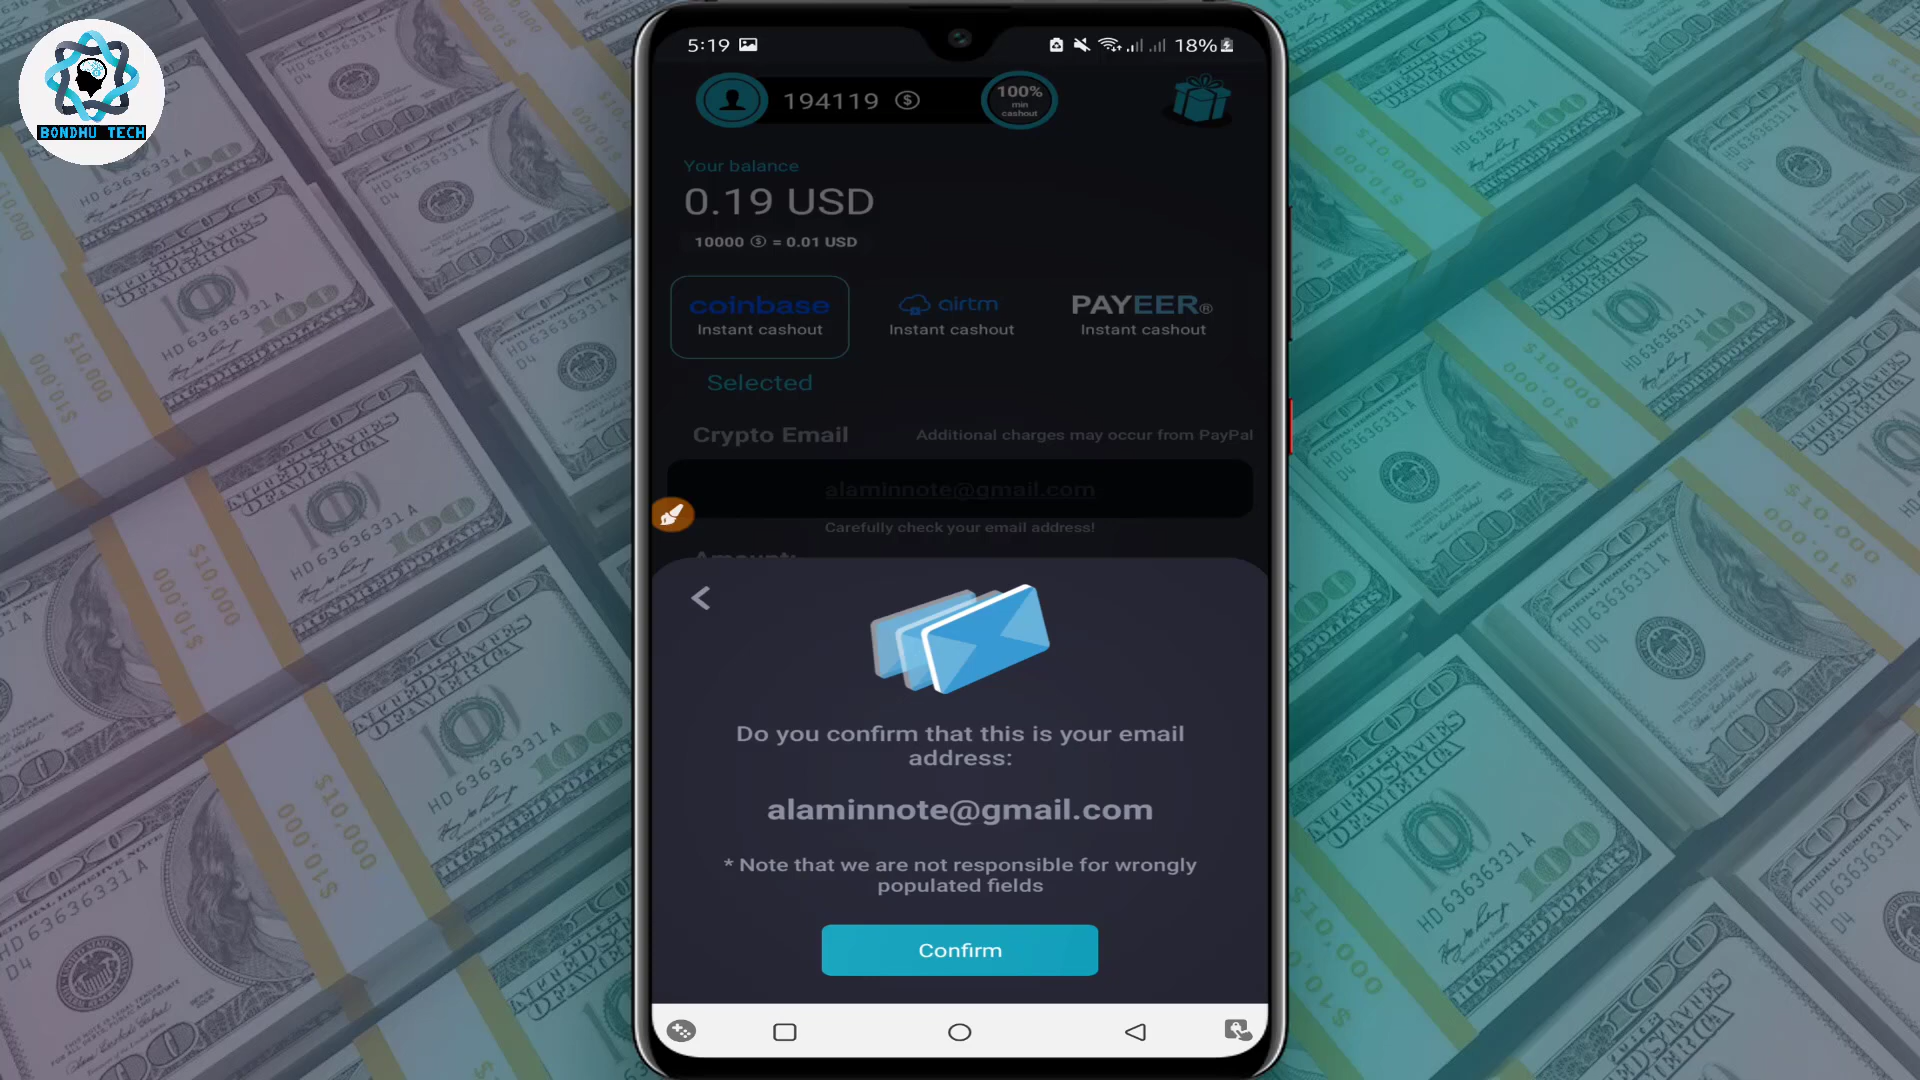 BONDHU TECH
5:19
18%
194119
100%
min
cashout
Your balance
0.19 USD
10000 = 0.01 USD
coinbase
Instant cashout
airtm
Instant cashout
PAYEER®
Instant cashout
Selected
Crypto Email
Additional charges may occur from PayPal
alaminnote@gmail.com
Carefully check your email address!
Amount:
Do you confirm that this is your email
address:
alaminnote@gmail.com
* Note that we are not responsible for wrongly
populated fields
Confirm